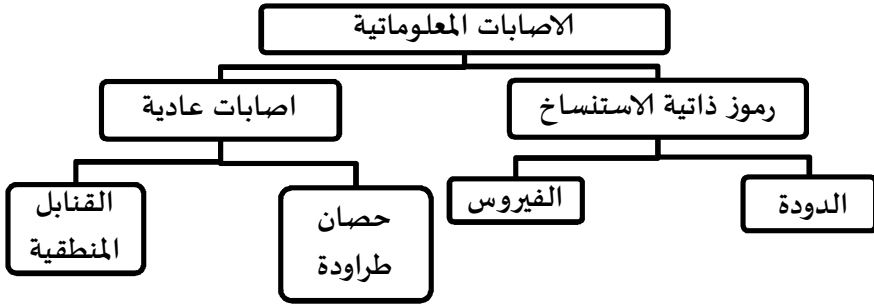 الاصابات المعلوماتية
رموز ذاتية الاستنساخ
اصابات عادية
الدودة
الفيروس
حصان
طراودة
القنابل
المنطقية